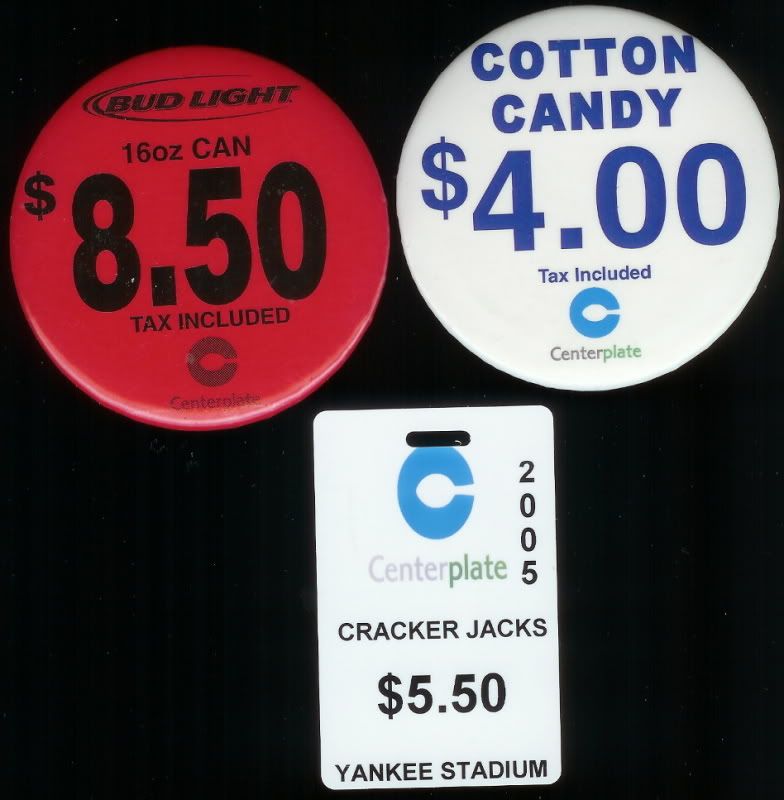 BUD LIGHT
16oz CAN
$8.50
TAX INCLUDED
Centerplate
COTTON
CANDY
$4.00
Tax Included
Centerplate
2005
Centerplate
CRACKER JACKS
$5.50
YANKEE STADIUM